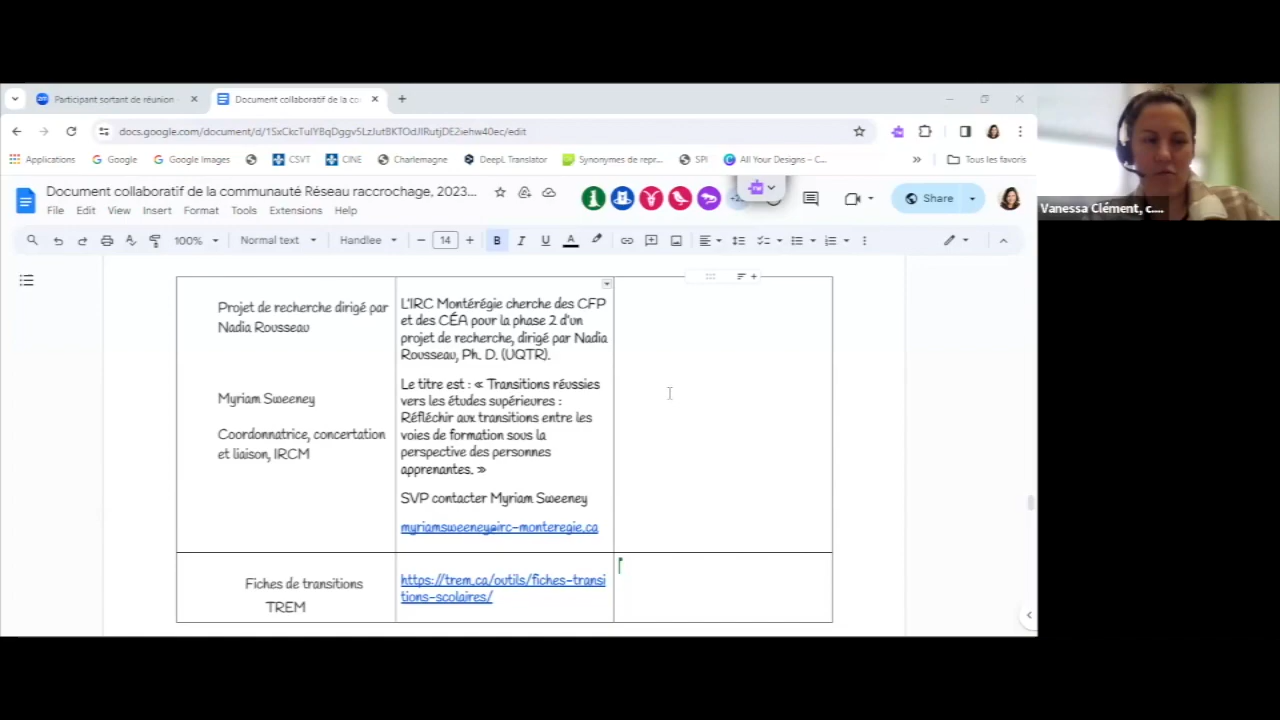 Participant sortant de réunion
Document collaboratif de la co
docs.google.com/document/d/1SxCkcTuIYBqDggv5LzJutBKTOdJIRutjDE2iehw40ec/edit
Applications
Google
Google Images
CSVT
CINE
Charlemagne
DeepL Translator
Synonymes de repr...
SPI
All Your Designs – C...
»
Tous les favoris
Document collaboratif de la communauté Réseau raccrochage, 2023...
Share
File Edit View Insert Format Tools Extensions Help
100% Normal text Handlee – 14 + B I U A
Vanessa Clément, c....
Projet de recherche dirigé par
Nadia Rousseau
Myriam Sweeney
Coordonnatrice, concertation
et liaison, IRCM
L'IRC Montérégie cherche des CFP
et des CÉA pour la phase 2 d'un
projet de recherche, dirigé par Nadia
Rousseau, Ph. D. (UQTR).
Le titre est : « Transitions réussies
vers les études supérieures :
Réfléchir aux transitions entre les
voies de formation sous la
perspective des personnes
apprenantes. »
SVP contacter Myriam Sweeney
myriamsweeney@irc-monteregie.ca
Fiches de transitions
TREM
https://trem.ca/outils/fiches-transi
tions-scolaires/